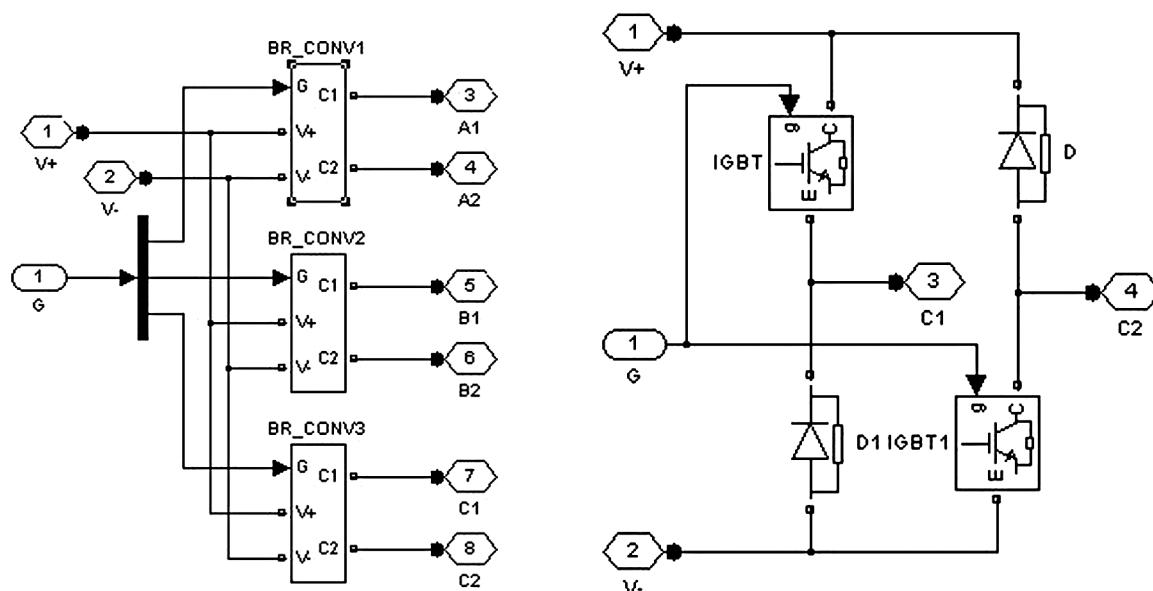 BR_CONV1
G
C1
V+
C2
V-
3
A1
4
A2
1
V+
2
V-
1
G
BR_CONV2
G
C1
V+
C2
V-
5
B1
6
B2
BR_CONV3
G
C1
V+
C2
V-
7
C1
8
C2
1
V+
g
C
E
IGBT
D
3
C1
4
C2
1
G
g
C
E
D1
IGBT1
2
V-